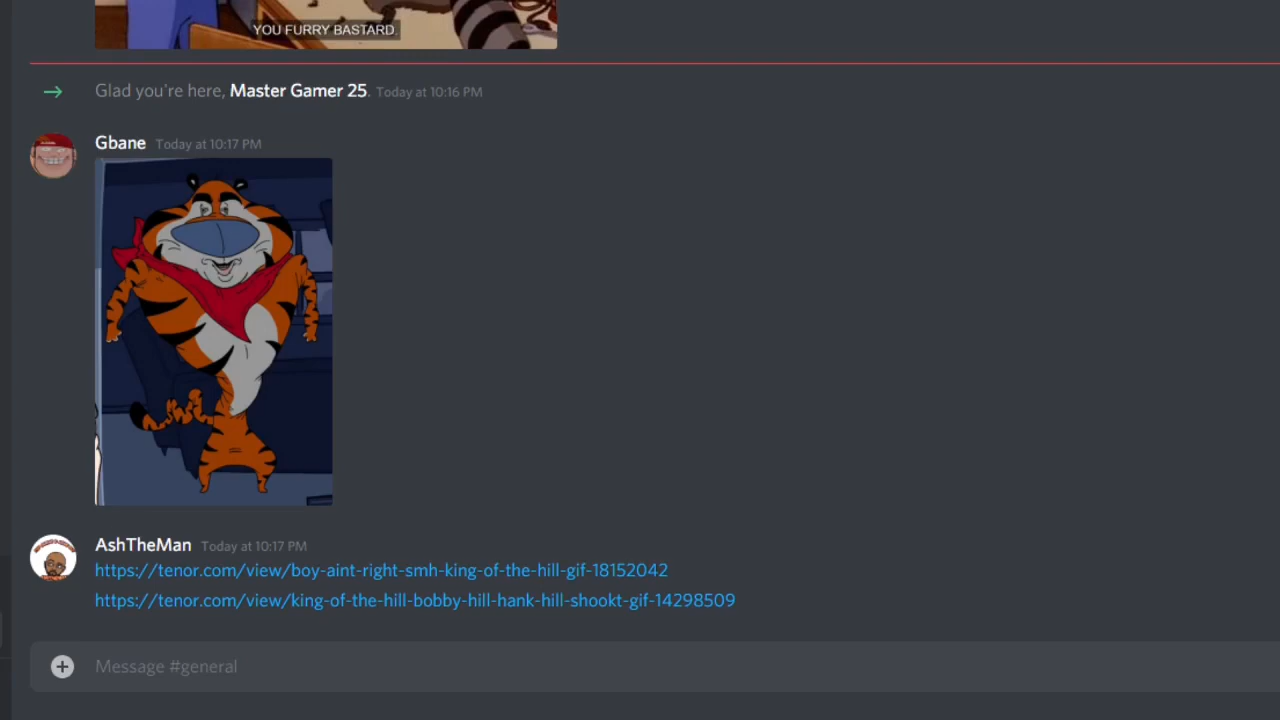 YOU FURRY BASTARD.
Glad you're here, Master Gamer 25. Today at 10:16 PM
Gbane Today at 10:17 PM
AshTheMan Today at 10:17 PM
https://tenor.com/view/boy-aint-right-smh-king-of-the-hill-gif-18152042
https://tenor.com/view/king-of-the-hill-bobby-hill-hank-hill-shookt-gif-14298509
Message #general